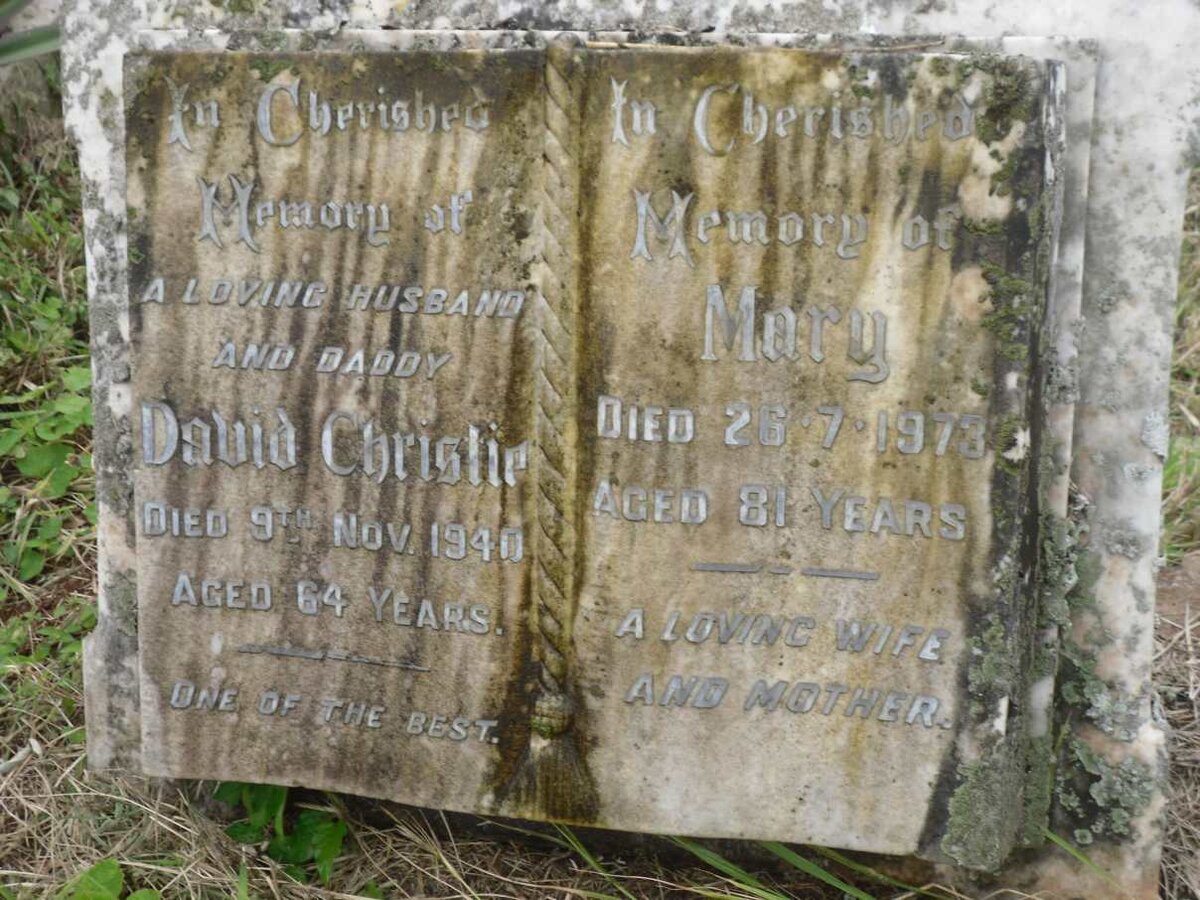 In Cherished
Memory of
A LOVING HUSBAND
AND DADDY
David Christie
DIED 9TH NOV. 1940
AGED 64 YEARS.
ONE OF THE BEST.
In Cherished
Memory of
Mary
DIED 26·7·1973
AGED 81 YEARS
A LOVING WIFE
AND MOTHER.